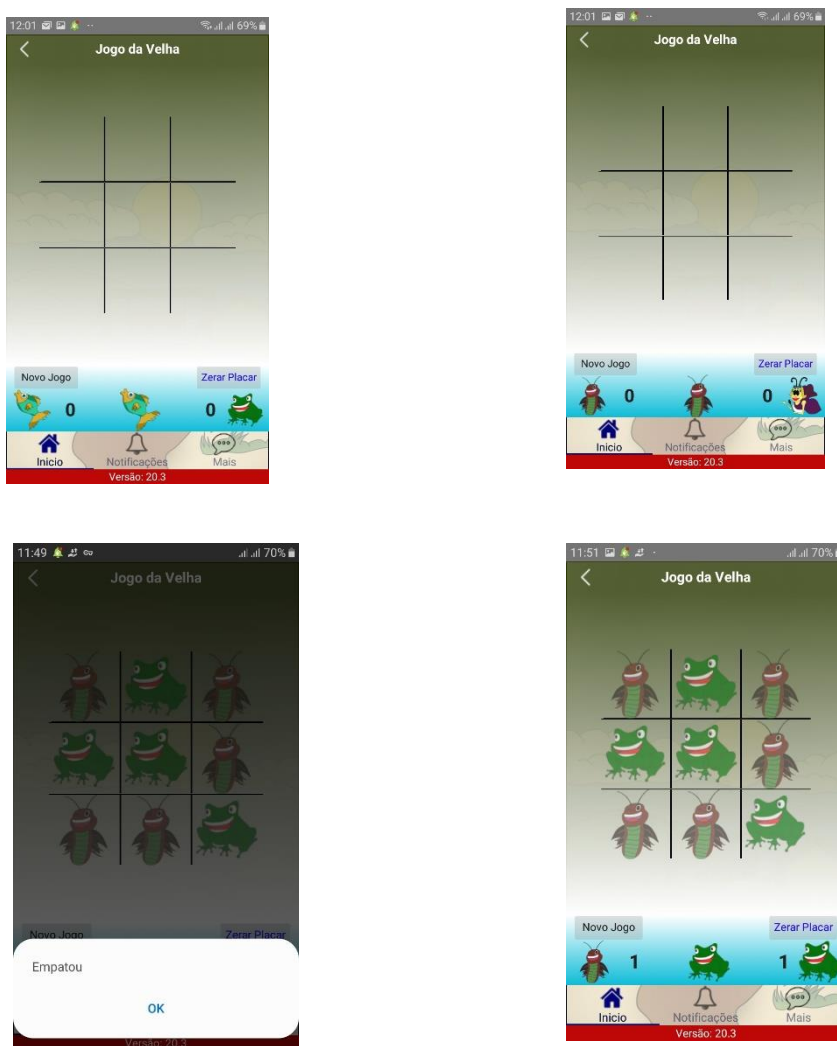 12:01 69%
Jogo da Velha
Novo Jogo Zerar Placar
0 0
Inicio Notificações Mais
Versão: 20.3
12:01 69%
Jogo da Velha
Novo Jogo Zerar Placar
0 0
Inicio Notificações Mais
Versão: 20.3
11:49 70%
Jogo da Velha
Novo Jogo Zerar Placar
Empatou
OK
Versão: 20.3
11:51 70%
Jogo da Velha
Novo Jogo Zerar Placar
1 1
Inicio Notificações Mais
Versão: 20.3